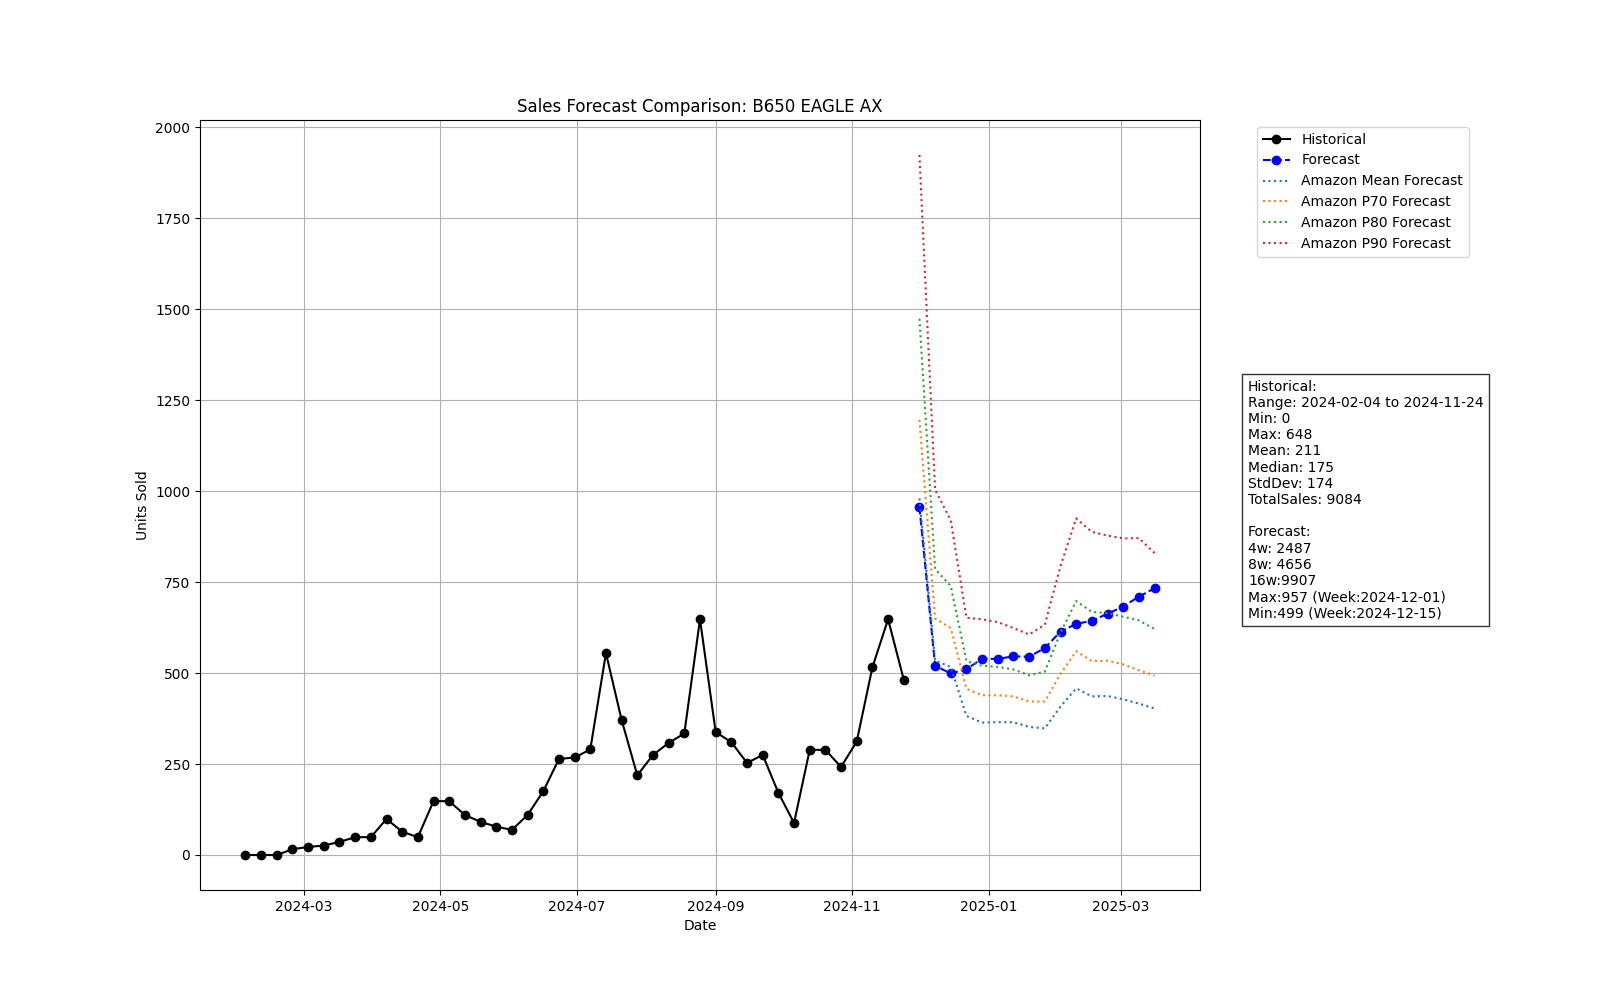 Sales Forecast Comparison: B650 EAGLE AX
Units Sold
2000
1750
1500
1250
1000
750
500
250
0
2024-03
2024-05
2024-07
2024-09
2024-11
2025-01
2025-03
Date
Historical
Forecast
Amazon Mean Forecast
Amazon P70 Forecast
Amazon P80 Forecast
Amazon P90 Forecast
Historical:
Range: 2024-02-04 to 2024-11-24
Min: 0
Max: 648
Mean: 211
Median: 175
StdDev: 174
TotalSales: 9084
Forecast:
4w: 2487
8w: 4656
16w:9907
Max:957 (Week:2024-12-01)
Min:499 (Week:2024-12-15)